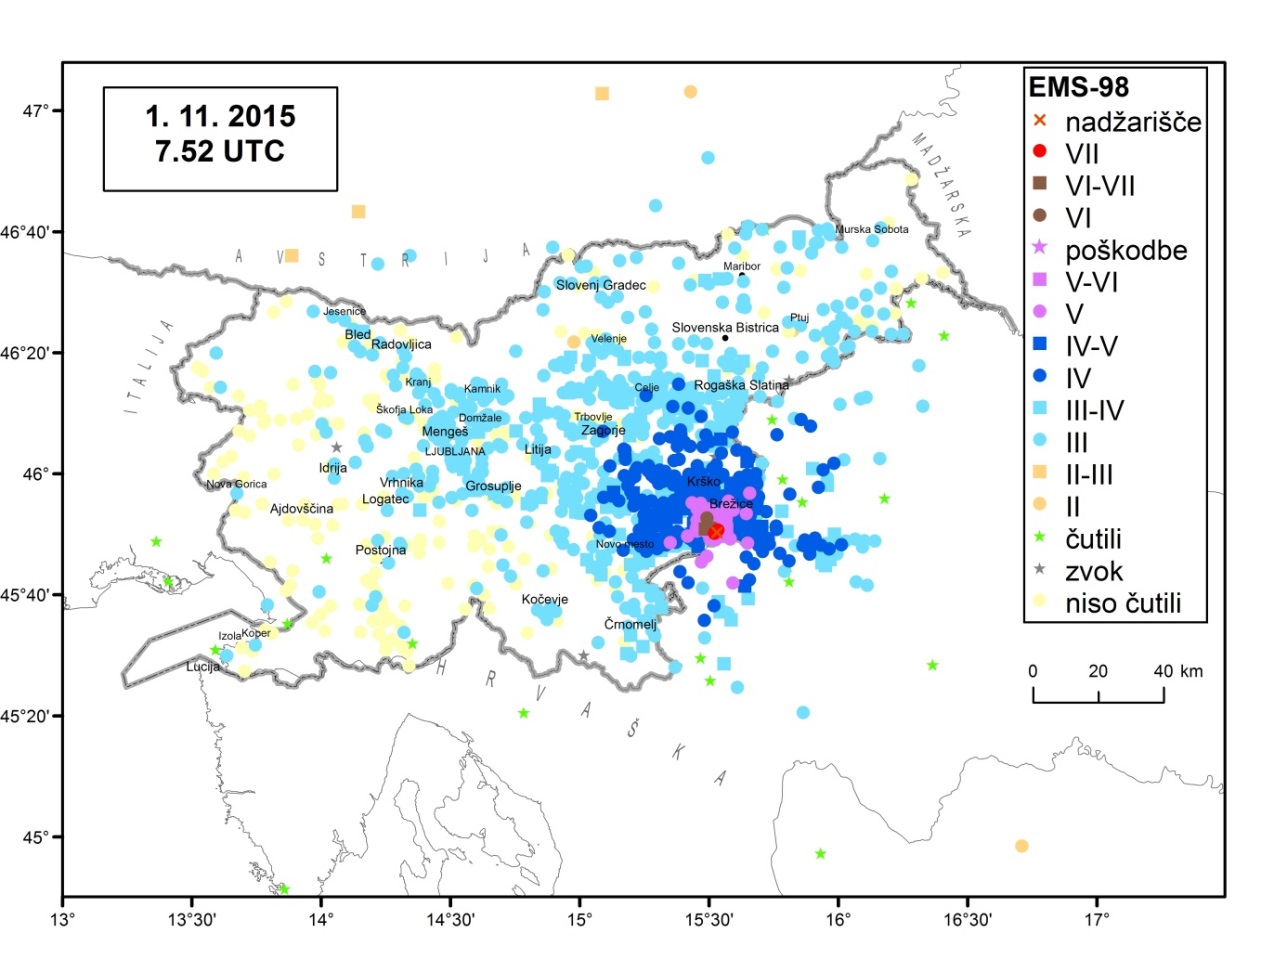 1. 11. 2015
7.52 UTC
EMS-98
nadžarišče
VII
VI-VII
VI
poškodbe
V-VI
V
IV-V
IV
III-IV
III
II-III
II
čutili
zvok
niso čutili
0 20 40 km
47°
46°40'
46°20'
46°
45°40'
45°20'
45°
13° 13°30' 14° 14°30' 15° 15°30' 16° 16°30' 17°
MADŽARSKA
AVSTRIJA
ITALIJA
HRVAŠKA
Murska Sobota
Maribor
Slovenj Gradec
Jesenice
Ptuj
Slovenska Bistrica
Bled
Velenje
Radovljica
Kranj
Kamnik
Celje
Rogaška Slatina
Škofja Loka
Domžale
Trbovlje
Mengeš
Zagorje
LJUBLJANA
Litija
Idrija
Nova Gorica
Vrhnika
Grosuplje
Krško
Logatec
Brežice
Ajdovščina
Postojna
Novo mesto
Kočevje
Črnomelj
Izola
Koper
Lucija